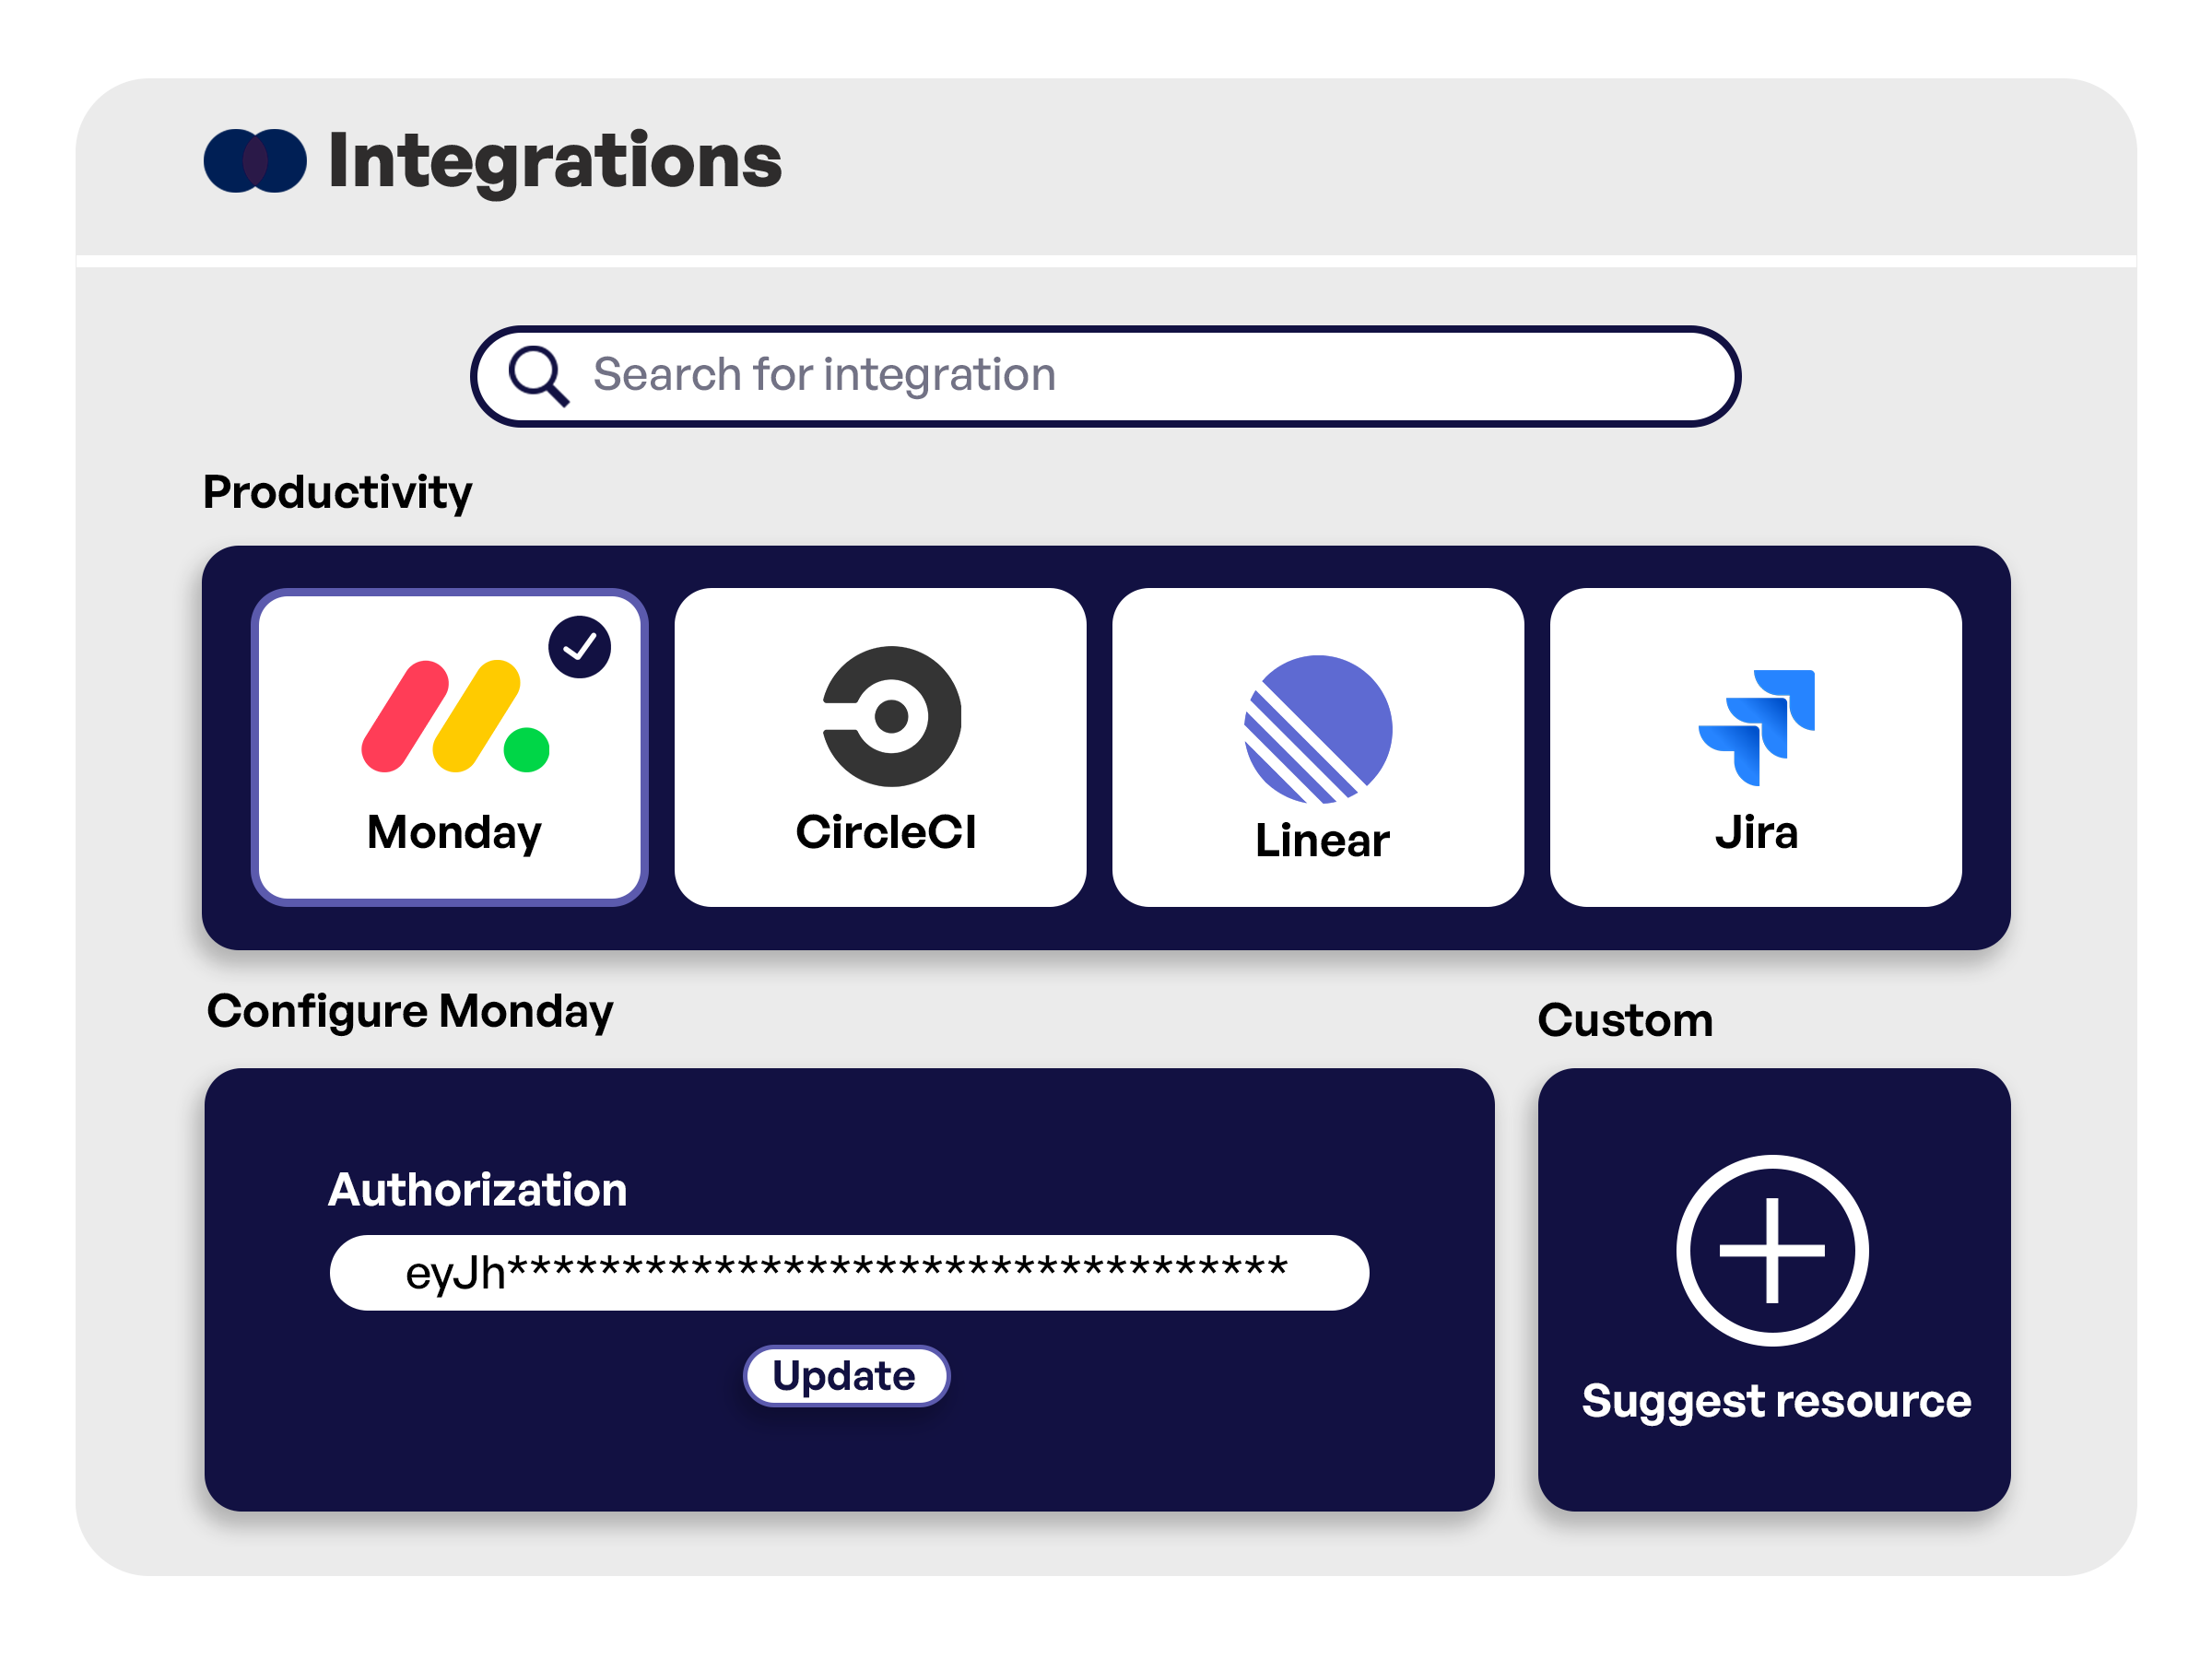 Integrations
Search for integration
Productivity
Monday
CircleCI
Linear
Jira
Configure Monday
Custom
Authorization
eyJh**********************************
Update
Suggest resource